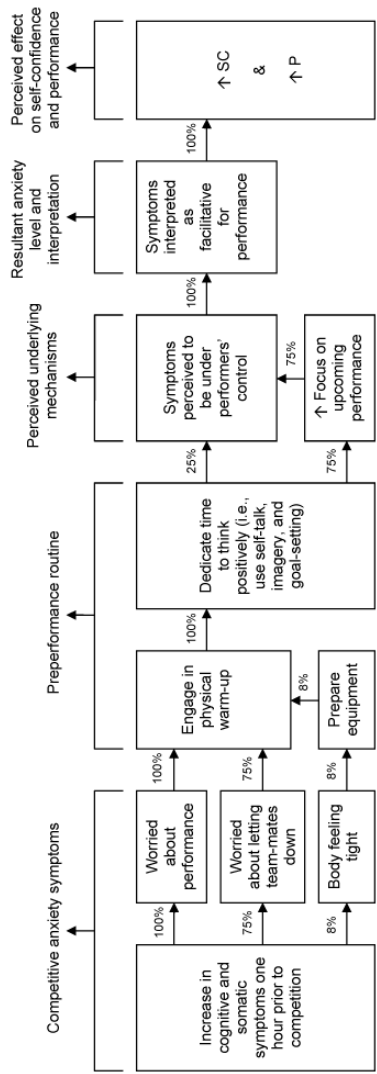 Competitive anxiety symptoms
Preperformance routine
Perceived underlying
mechanisms
Resultant anxiety
level and
interpretation
Perceived effect
on self-confidence
and performance
Increase in
cognitive and
somatic
symptoms one
hour prior to
competition
100%
75%
8%
Worried
about
performance
Worried
about letting
team-mates
down
Body feeling
tight
100%
75%
8%
Engage in
physical
warm-up
8%
Prepare
equipment
100%
Dedicate time
to think
positively (i.e.,
use self-talk,
imagery, and
goal-setting)
25%
75%
Symptoms
perceived to
be under
performers'
control
75%
↑ Focus on
upcoming
performance
100%
Symptoms
interpreted
as
facilitative
for
performance
100%
↑ SC
&
↑ P